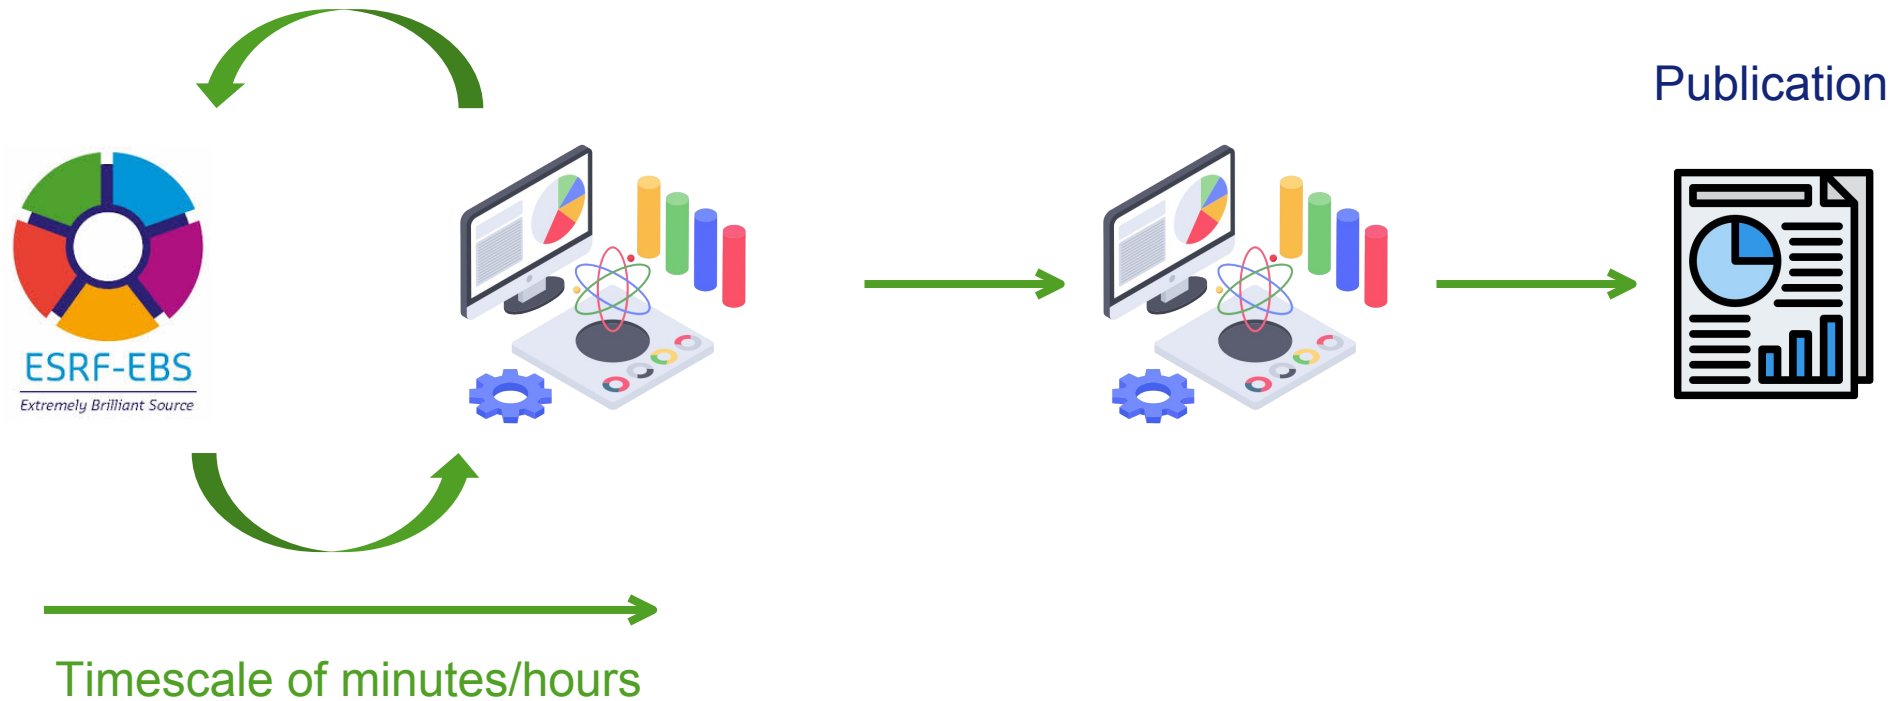 Publication
ESRF-EBS
Extremely Brilliant Source
Timescale of minutes/hours